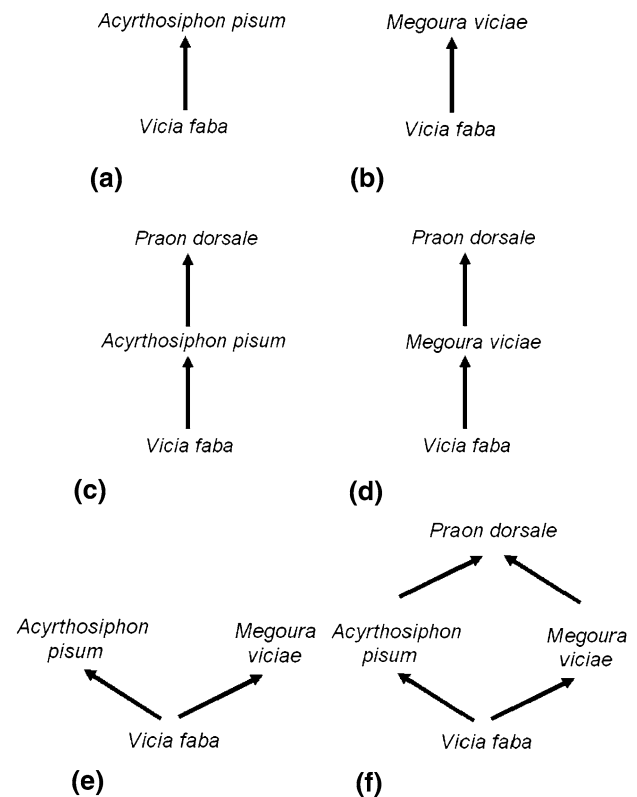 Acyrthosiphon pisum
Megoura viciae
Vicia faba
Vicia faba
(a)
(b)
Praon dorsale
Praon dorsale
Acyrthosiphon pisum
Megoura viciae
Vicia faba
Vicia faba
(c)
(d)
Praon dorsale
Acyrthosiphon
pisum
Megoura
viciae
Acyrthosiphon
pisum
Megoura
viciae
Vicia faba
Vicia faba
(e)
(f)